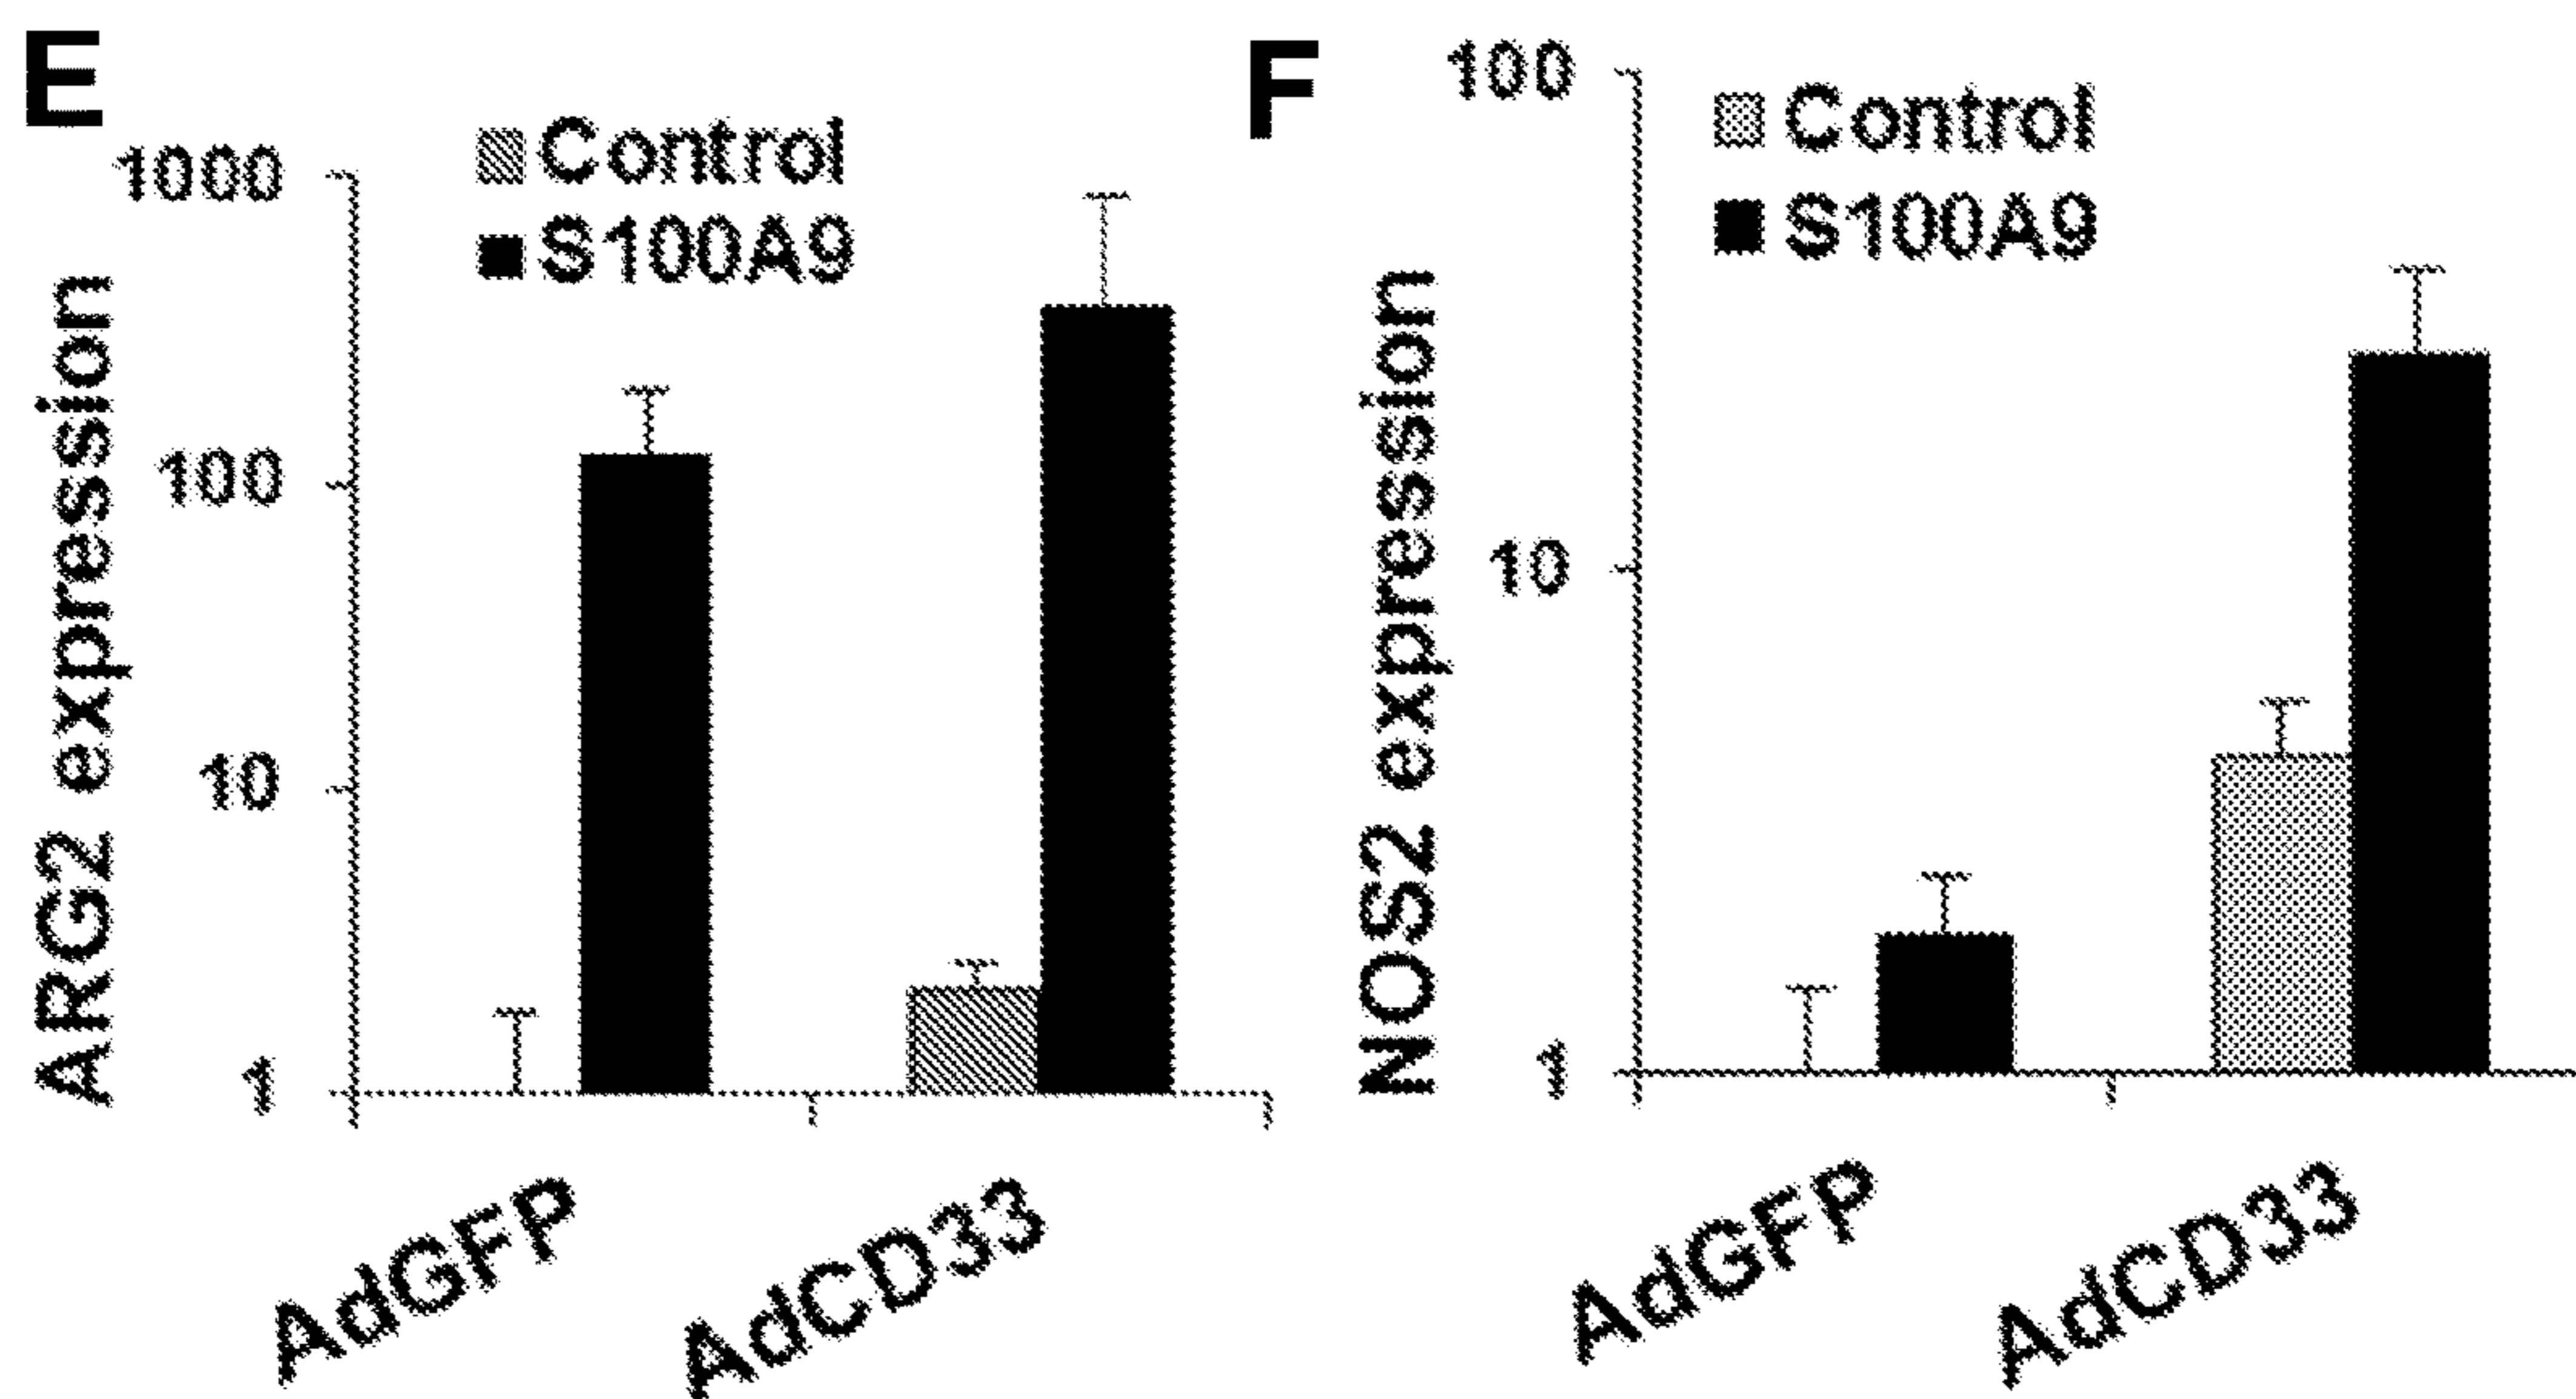 E
Control
S100A9
ARG2 expression
1000
100
10
1
AdGFP
AdCD33
F
Control
S100A9
NOS2 expression
100
10
1
AdGFP
AdCD33